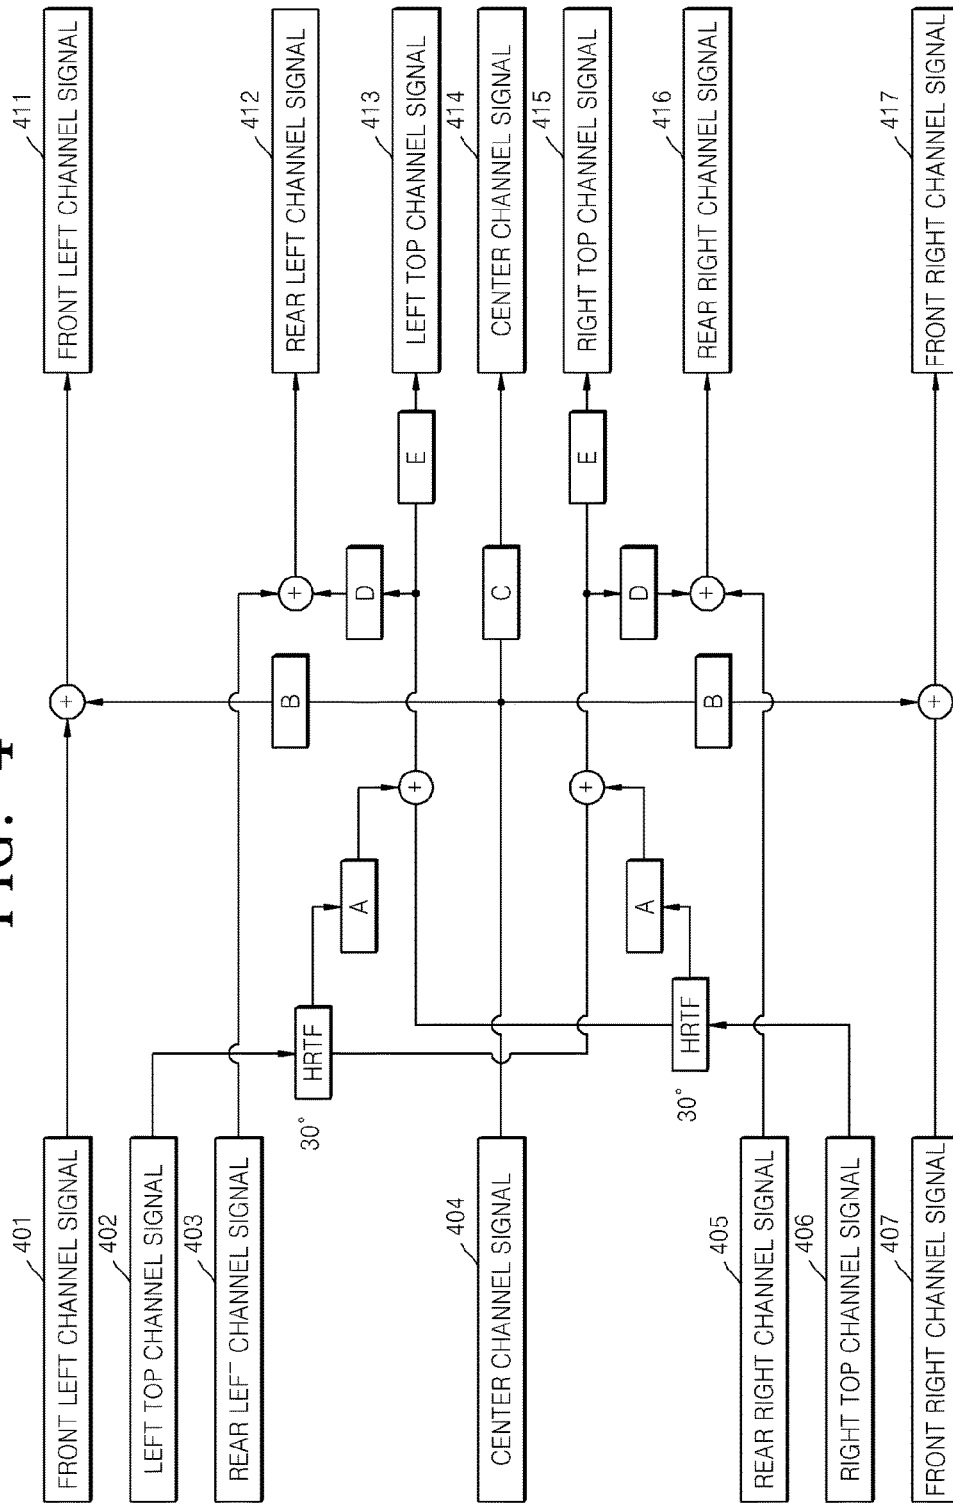 FIG. 4
401
FRONT LEFT CHANNEL SIGNAL
402
LEFT TOP CHANNEL SIGNAL
403
REAR LEFT CHANNEL SIGNAL
404
CENTER CHANNEL SIGNAL
405
REAR RIGHT CHANNEL SIGNAL
406
RIGHT TOP CHANNEL SIGNAL
407
FRONT RIGHT CHANNEL SIGNAL
30°
HRTF
30°
HRTF
A
A
+
+
B
B
+
+
C
D
D
+
+
E
E
411
FRONT LEFT CHANNEL SIGNAL
412
REAR LEFT CHANNEL SIGNAL
413
LEFT TOP CHANNEL SIGNAL
414
CENTER CHANNEL SIGNAL
415
RIGHT TOP CHANNEL SIGNAL
416
REAR RIGHT CHANNEL SIGNAL
417
FRONT RIGHT CHANNEL SIGNAL